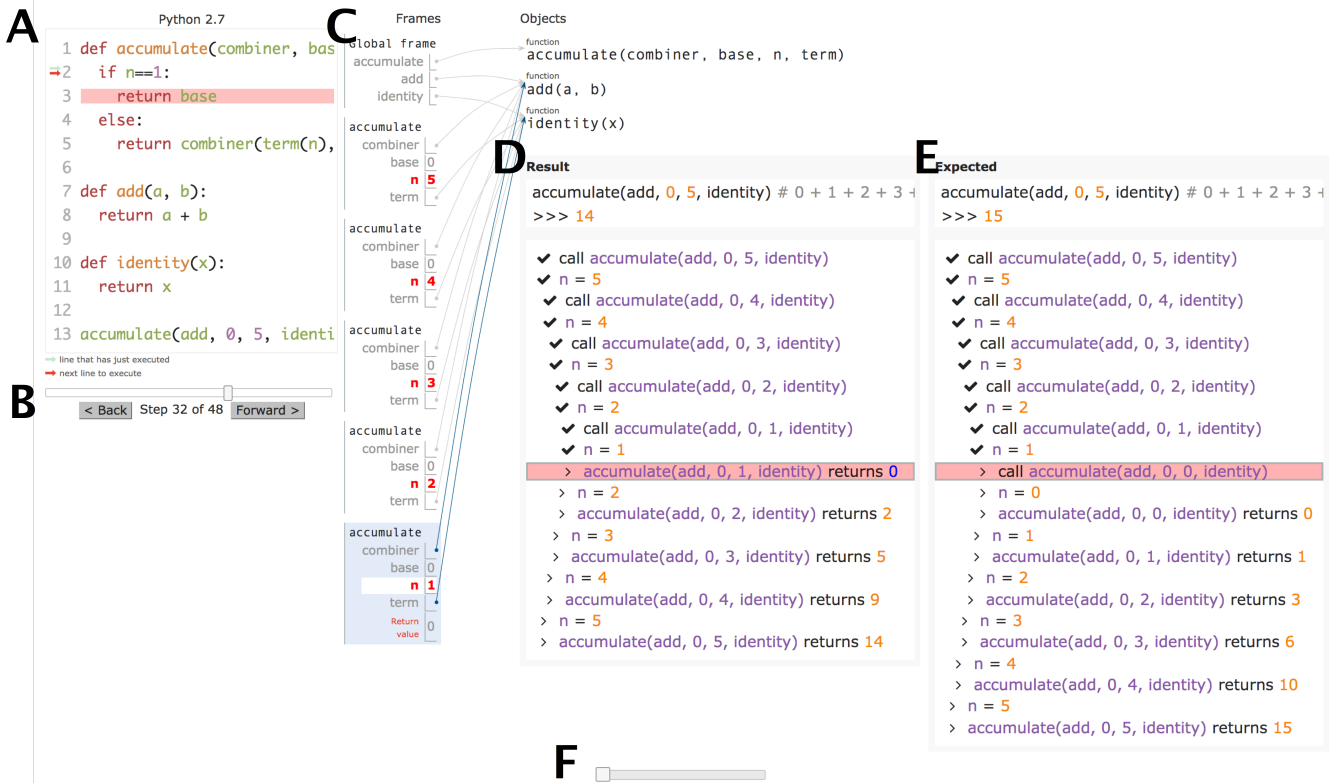 A
Python 2.7
1 def accumulate(combiner, bas
2 if n==1:
3 return base
4 else:
5 return combiner(term(n),
6
7 def add(a, b):
8 return a + b
9
10 def identity(x):
11 return x
12
13 accumulate(add, 0, 5, identi
line that has just executed
next line to execute
B
< Back Step 32 of 48 Forward >
C
Frames
Objects
Global frame
accumulate
add
identity
function
accumulate(combiner, base, n, term)
function
add(a, b)
function
identity(x)
accumulate
combiner
base 0
n 5
term
accumulate
combiner
base 0
n 4
term
accumulate
combiner
base 0
n 3
term
accumulate
combiner
base 0
n 2
term
accumulate
combiner
base 0
n 1
term
Return
value 0
D
Result
accumulate(add, 0, 5, identity) # 0 + 1 + 2 + 3 +
>>> 14
call accumulate(add, 0, 5, identity)
n = 5
call accumulate(add, 0, 4, identity)
n = 4
call accumulate(add, 0, 3, identity)
n = 3
call accumulate(add, 0, 2, identity)
n = 2
call accumulate(add, 0, 1, identity)
n = 1
> accumulate(add, 0, 1, identity) returns 0
> n = 2
> accumulate(add, 0, 2, identity) returns 2
> n = 3
> accumulate(add, 0, 3, identity) returns 5
> n = 4
> accumulate(add, 0, 4, identity) returns 9
> n = 5
> accumulate(add, 0, 5, identity) returns 14
E
Expected
accumulate(add, 0, 5, identity) # 0 + 1 + 2 + 3 +
>>> 15
call accumulate(add, 0, 5, identity)
n = 5
call accumulate(add, 0, 4, identity)
n = 4
call accumulate(add, 0, 3, identity)
n = 3
call accumulate(add, 0, 2, identity)
n = 2
call accumulate(add, 0, 1, identity)
n = 1
> call accumulate(add, 0, 0, identity)
> n = 0
> accumulate(add, 0, 0, identity) returns 0
> n = 1
> accumulate(add, 0, 1, identity) returns 1
> n = 2
> accumulate(add, 0, 2, identity) returns 3
> n = 3
> accumulate(add, 0, 3, identity) returns 6
> n = 4
> accumulate(add, 0, 4, identity) returns 10
> n = 5
> accumulate(add, 0, 5, identity) returns 15
F